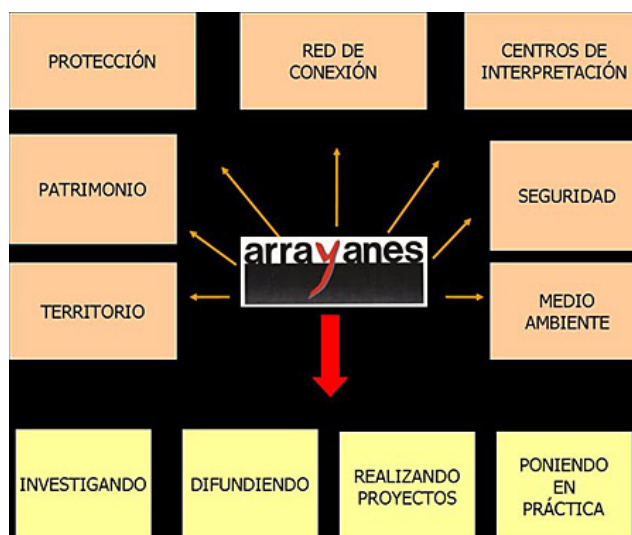 PROTECCIÓN
RED DE
CONEXIÓN
CENTROS DE
INTERPRETACIÓN
PATRIMONIO
SEGURIDAD
arrayanes
TERRITORIO
MEDIO
AMBIENTE
INVESTIGANDO
DIFUNDIENDO
REALIZANDO
PROYECTOS
PONIENDO
EN
PRÁCTICA